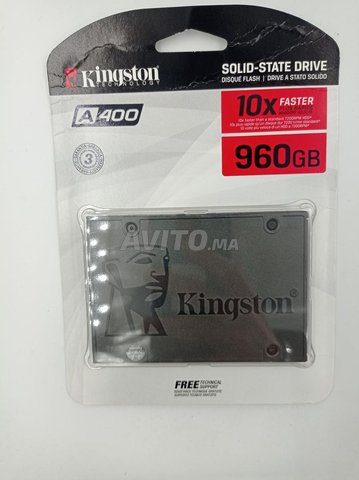 Kingston
TECHNOLOGY
SOLID-STATE DRIVE
DISQUE FLASH | DRIVE A STATO SOLIDO
A400
10x FASTER
960GB
3
AVITO.ma
Kingston
FREE TECHNICAL SUPPORT